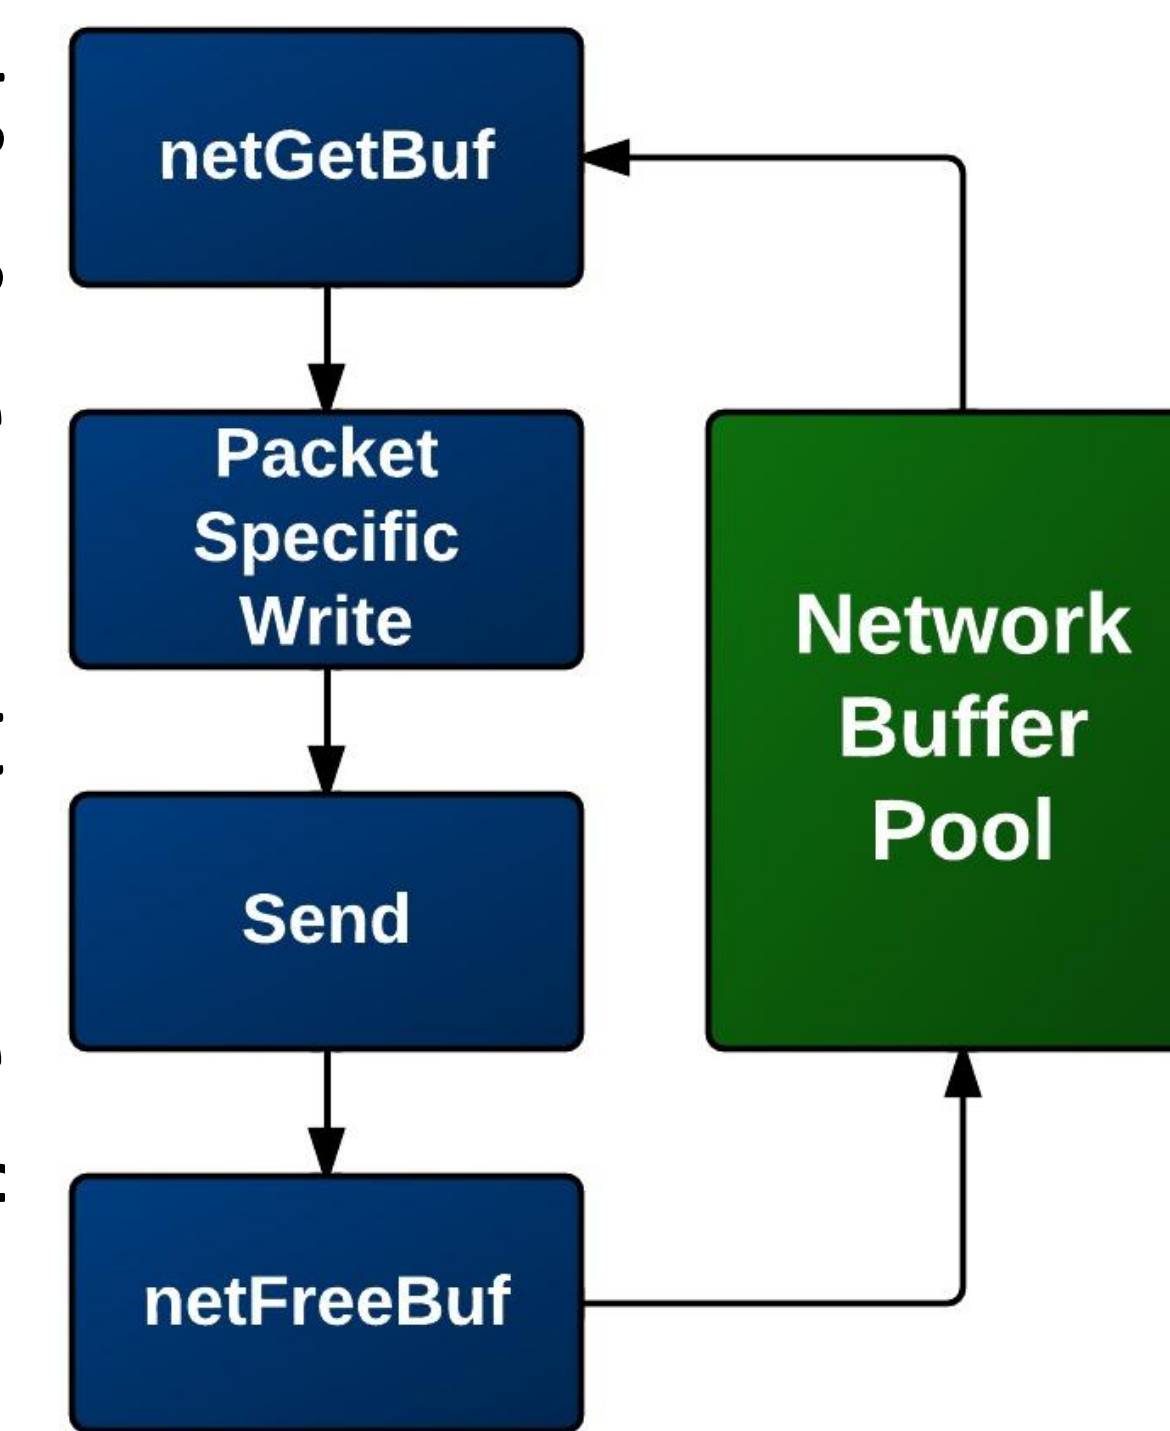 netGetBuf
Packet
Specific
Write
Send
netFreeBuf
Network
Buffer
Pool